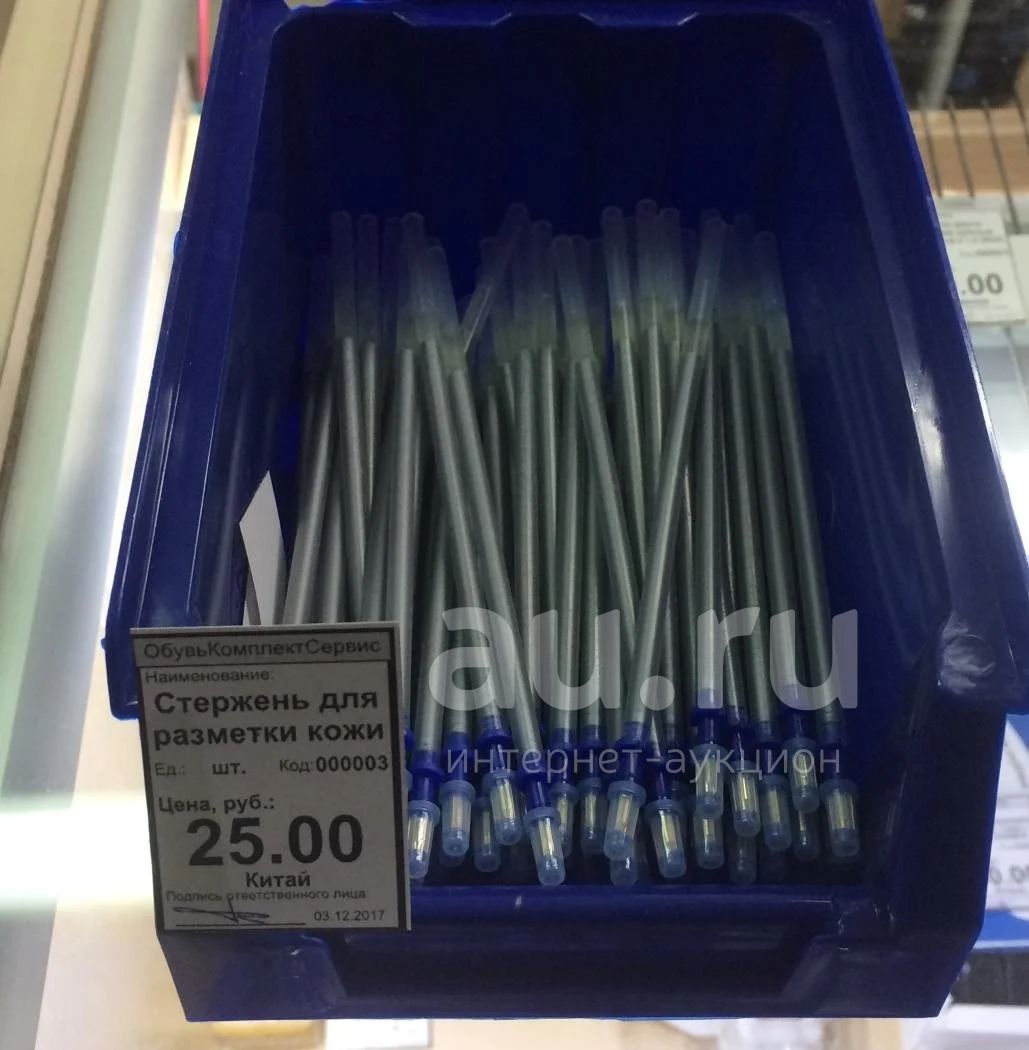 .00
ОбувьКомплектСервис
Наименование:
Стержень для
разметки кожи
Ед.: шт. Код:000003
Цена, руб.:
25.00
Китай
Подпись ответственного лица
03.12.2017
au.ru
интернет-аукцион